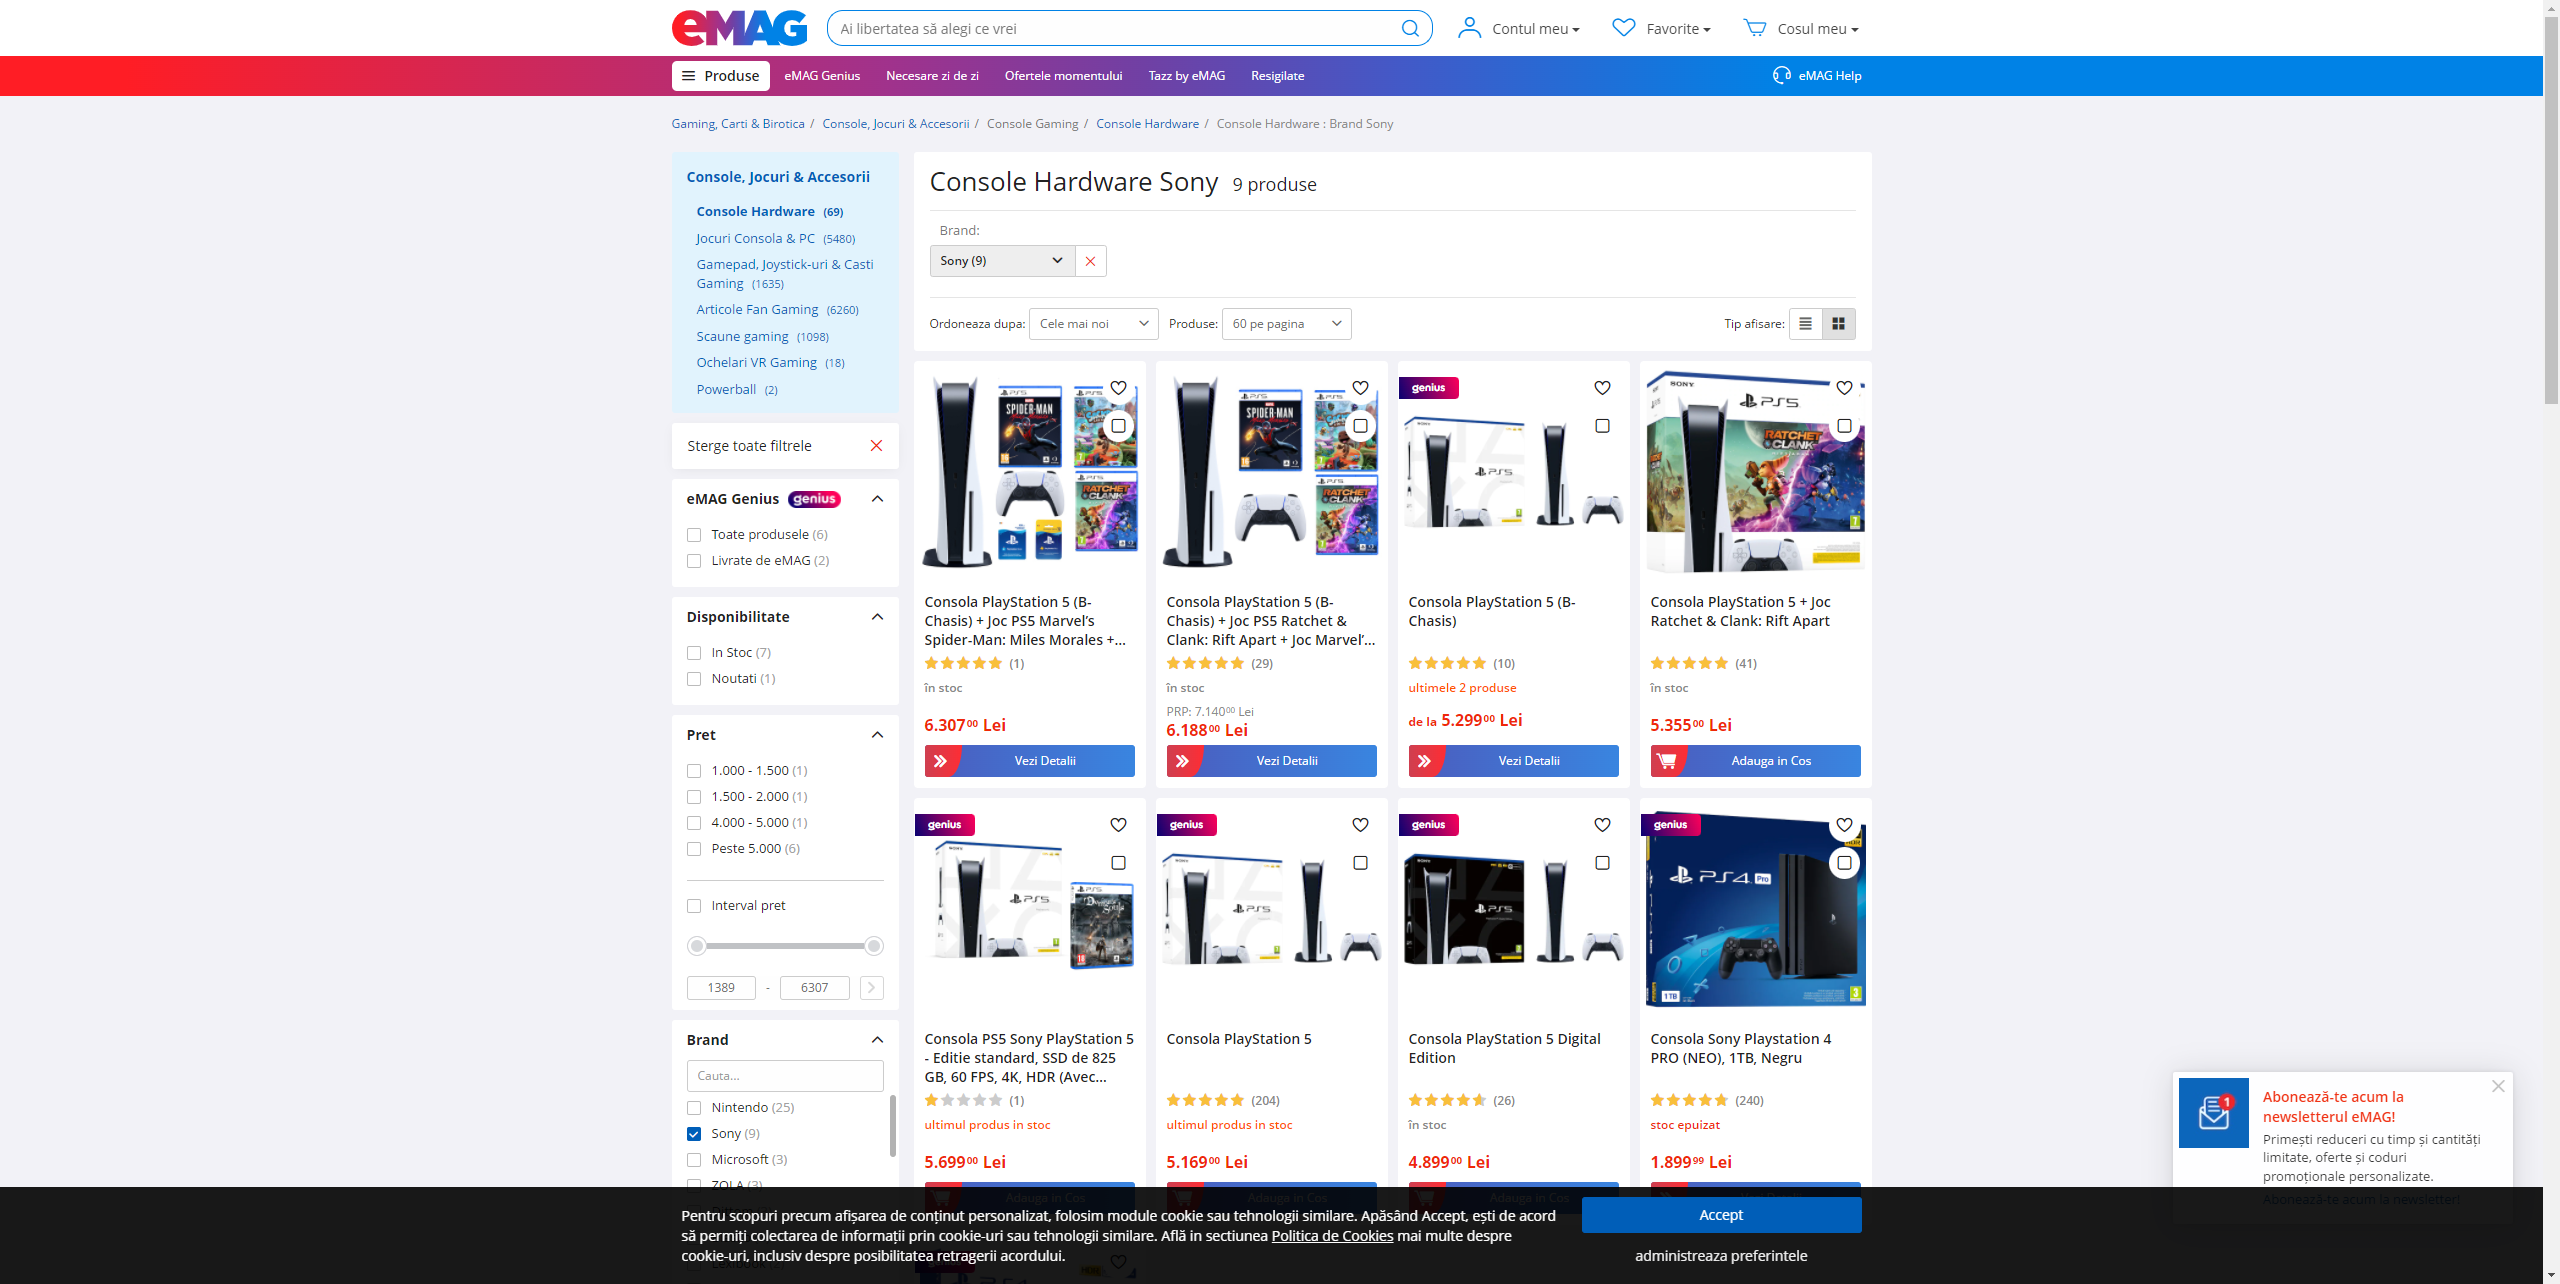 eMAG
Ai libertatea să alegi ce vrei
Contul meu
Favorite
Cosul meu
Produse
eMAG Genius
Necesare zi de zi
Ofertele momentului
Tazz by eMAG
Resigilate
eMAG Help
Gaming, Carti & Birotica / Console, Jocuri & Accesorii / Console Gaming / Console Hardware / Console Hardware : Brand Sony
Console, Jocuri & Accesorii
Console Hardware (69)
Jocuri Consola & PC (5480)
Gamepad, Joystick-uri & Casti
Gaming (1635)
Articole Fan Gaming (6260)
Scaune gaming (1098)
Ochelari VR Gaming (18)
Powerball (2)
Sterge toate filtrele
eMAG Genius genius
Toate produsele (6)
Livrate de eMAG (2)
Disponibilitate
In Stoc (7)
Noutati (1)
Pret
1.000 - 1.500 (1)
1.500 - 2.000 (1)
4.000 - 5.000 (1)
Peste 5.000 (6)
Interval pret
1389 - 6307
Brand
Cauta...
Nintendo (25)
Sony (9)
Microsoft (3)
ZOLA (3)
Console Hardware Sony 9 produse
Brand:
Sony (9)
Ordoneaza dupa: Cele mai noi
Produse: 60 pe pagina
Tip afisare:
Consola PlayStation 5 (B-
Chasis) + Joc PS5 Marvel's
Spider-Man: Miles Morales +...
(1)
în stoc
6.307⁰⁰ Lei
Vezi Detalii
Consola PlayStation 5 (B-
Chasis) + Joc PS5 Ratchet &
Clank: Rift Apart + Joc Marvel'...
(29)
în stoc
PRP: 7.140⁰⁰ Lei
6.188⁰⁰ Lei
Vezi Detalii
genius
Consola PlayStation 5 (B-
Chasis)
(10)
ultimele 2 produse
de la 5.299⁰⁰ Lei
Vezi Detalii
SONY
PS5
RATCHET
CLANK
Consola PlayStation 5 + Joc
Ratchet & Clank: Rift Apart
(41)
în stoc
5.355⁰⁰ Lei
Adauga in Cos
genius
Consola PS5 Sony PlayStation 5
- Editie standard, SSD de 825
GB, 60 FPS, 4K, HDR (Avec...
(1)
ultimul produs in stoc
5.699⁰⁰ Lei
Adauga in Cos
genius
Consola PlayStation 5
(204)
ultimul produs in stoc
5.169⁰⁰ Lei
Adauga in Cos
genius
Consola PlayStation 5 Digital
Edition
(26)
în stoc
4.899⁰⁰ Lei
Adauga in Cos
genius
PS4 Pro
1TB
Consola Sony Playstation 4
PRO (NEO), 1TB, Negru
(240)
stoc epuizat
1.899⁹⁹ Lei
Abonează-te acum la
newsletterul eMAG!
Primești reduceri cu timp și cantități
limitate, oferte și coduri
promoționale personalizate.
Abonează-te acum la newsletter!
Pentru scopuri precum afișarea de conținut personalizat, folosim module cookie sau tehnologii similare. Apăsând Accept, ești de acord
să permiți colectarea de informații prin cookie-uri sau tehnologii similare. Află in sectiunea Politica de Cookies mai multe despre
cookie-uri, inclusiv despre posibilitatea retragerii acordului.
Accept
administreaza preferintele